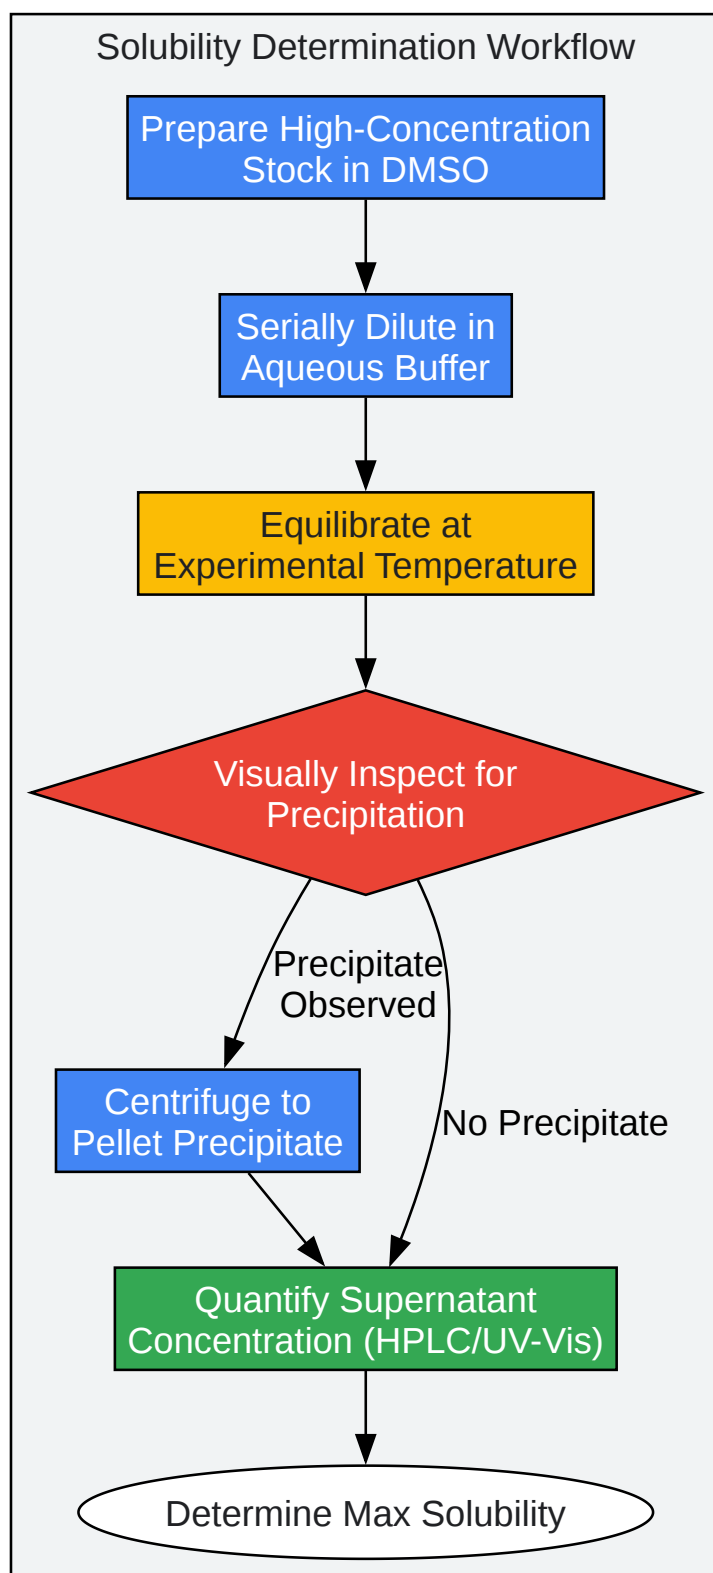 Solubility Determination Workflow
Prepare High-Concentration
Stock in DMSO
Serially Dilute in
Aqueous Buffer
Equilibrate at
Experimental Temperature
Visually Inspect for
Precipitation
Precipitate
Observed
Centrifuge to
Pellet Precipitate
No Precipitate
Quantify Supernatant
Concentration (HPLC/UV-Vis)
Determine Max Solubility